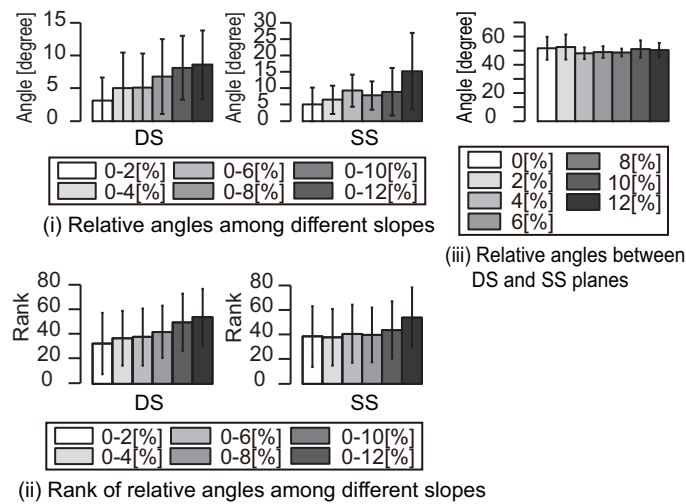 Angle [degree]
15
10
5
0
DS
Angle [degree]
30
25
20
15
10
5
0
SS
0-2[%] 0-6[%] 0-10[%]
0-4[%] 0-8[%] 0-12[%]
(i) Relative angles among different slopes
Angle [degree]
60
40
20
0
0[%] 8[%]
2[%] 10[%]
4[%] 12[%]
6[%]
(iii) Relative angles between
DS and SS planes
Rank
80
60
40
20
0
DS
Rank
80
60
40
20
0
SS
0-2[%] 0-6[%] 0-10[%]
0-4[%] 0-8[%] 0-12[%]
(ii) Rank of relative angles among different slopes